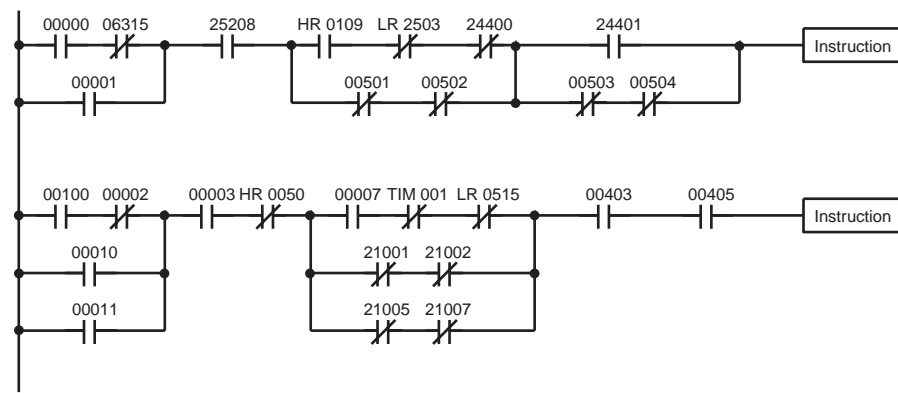 00000 06315 25208 HR 0109 LR 2503 24400 24401
Instruction
00001 00501 00502 00503 00504
00100 00002 00003 HR 0050 00007 TIM 001 LR 0515 00403 00405
Instruction
00010 21001 21002
00011 21005 21007